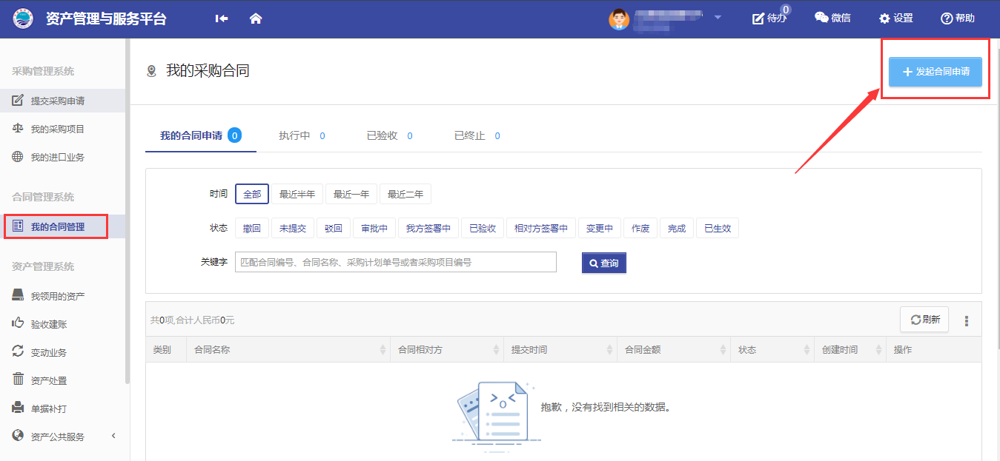 资产管理与服务平台
待办 0 微信 设置 帮助
采购管理系统
提交采购申请
我的采购项目
我的进口业务
合同管理系统
我的合同管理
资产管理系统
我领用的资产
验收建账
变动业务
资产处置
单据补打
资产公共服务
我的采购合同
发起合同申请
我的合同申请 0 执行中 0 已验收 0 已终止 0
时间 全部 最近半年 最近一年 最近二年
状态 撤回 未提交 驳回 审批中 我方签署中 已验收 相对方签署中 变更中 作废 完成 已生效
关键字 匹配合同编号、合同名称、采购计划单号或者采购项目编号 查询
共0项,合计人民币0元 刷新
类别 合同名称 合同相对方 提交时间 合同金额 状态 创建时间 操作
抱歉，没有找到相关的数据。